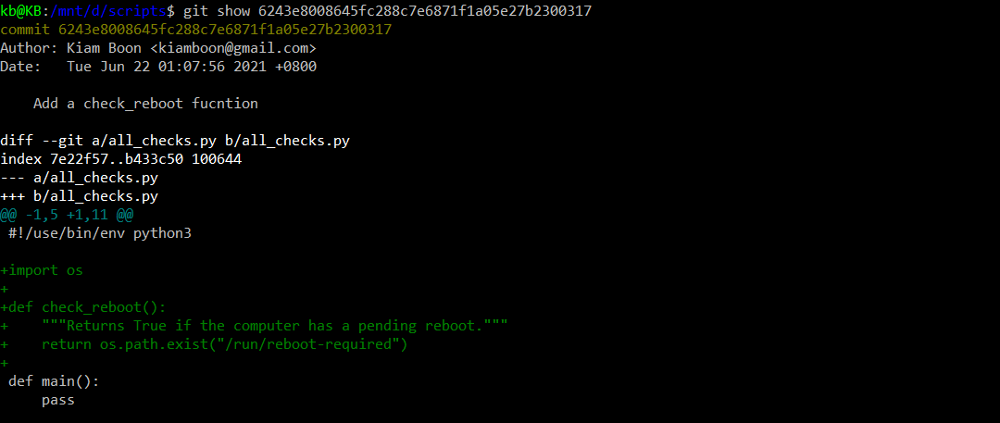 kb@KB:/mnt/d/scripts$ git show 6243e8008645fc288c7e6871f1a05e27b2300317
commit 6243e8008645fc288c7e6871f1a05e27b2300317
Author: Kiam Boon <kiamboon@gmail.com>
Date:   Tue Jun 22 01:07:56 2021 +0800

    Add a check_reboot fucntion

diff --git a/all_checks.py b/all_checks.py
index 7e22f57..b433c50 100644
--- a/all_checks.py
+++ b/all_checks.py
@@ -1,5 +1,11 @@
 #!/use/bin/env python3

+import os
+
+def check_reboot():
+    """Returns True if the computer has a pending reboot."""
+    return os.path.exist("/run/reboot-required")
+
 def main():
     pass